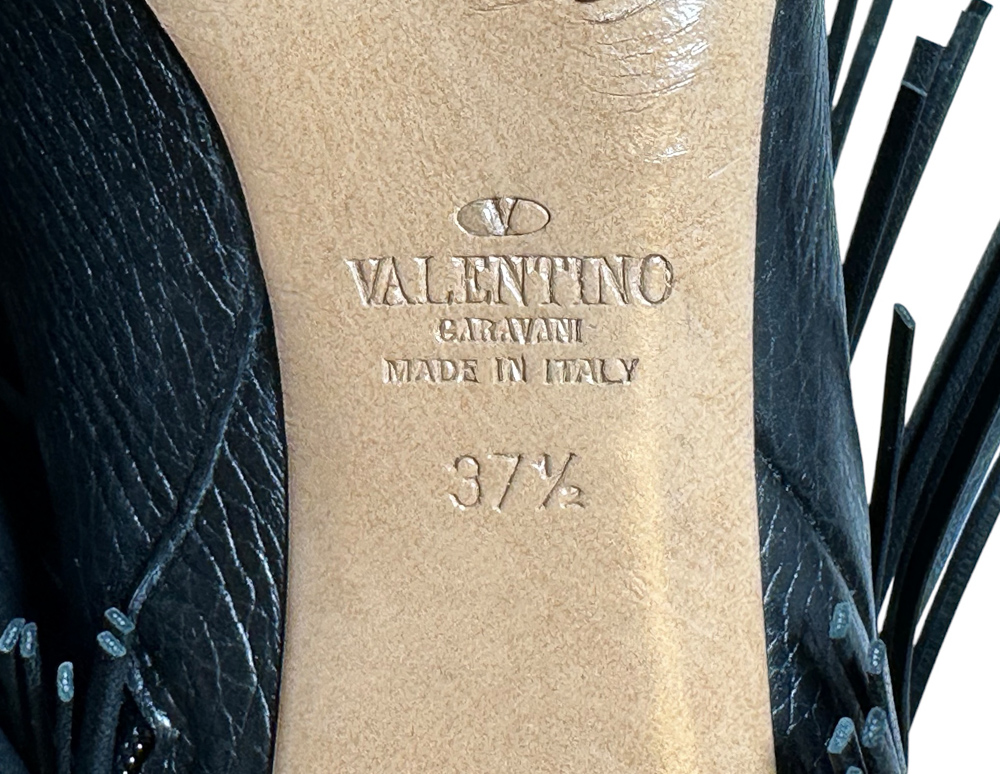 V
VALENTINO
GARAVANI
MADE IN ITALY
37½